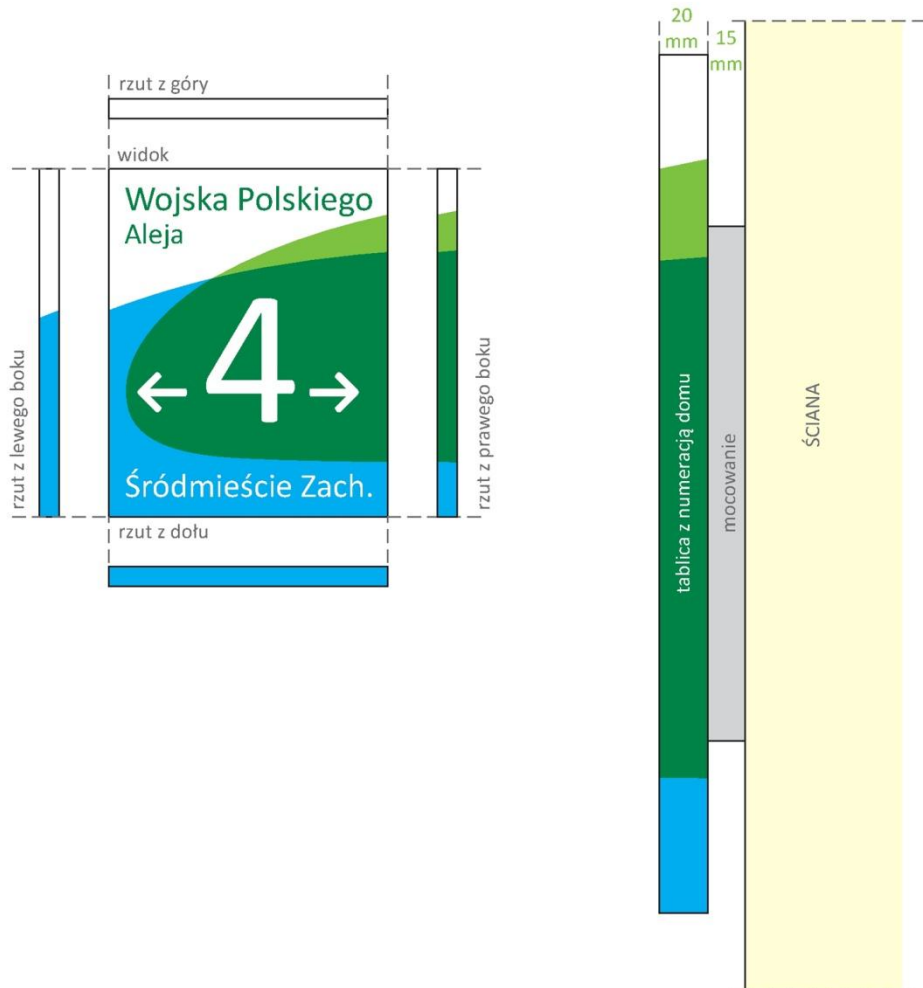 rzut z góry
widok
Wojska Polskiego
Aleja
← 4 →
Śródmieście Zach.
rzut z dołu
rzut z lewego boku
rzut z prawego boku
20
mm
15
mm
tablica z numeracją domu
mocowanie
ŚCIANA